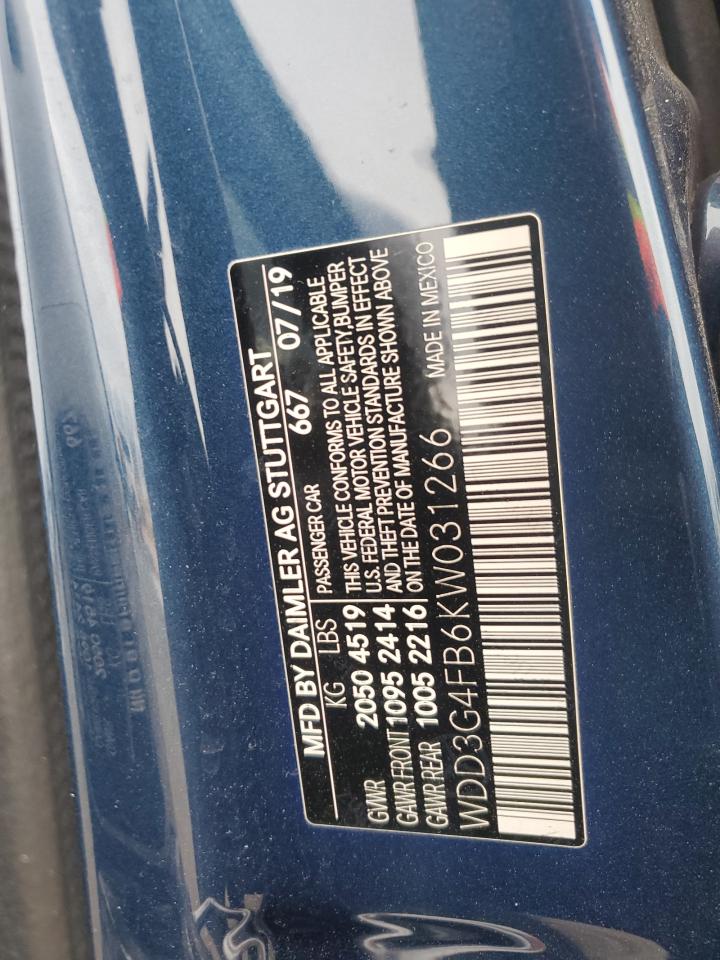 MFD BY DAIMLER AG STUTTGART
KG LBS 667 07/19
GVWR 2050 4519
GAWR FRONT 1095 2414
GAWR REAR 1005 2216
PASSENGER CAR
THIS VEHICLE CONFORMS TO ALL APPLICABLE
U.S. FEDERAL MOTOR VEHICLE SAFETY,BUMPER
AND THEFT PREVENTION STANDARDS IN EFFECT
ON THE DATE OF MANUFACTURE SHOWN ABOVE
WDD3G4FB6KW031266 MADE IN MEXICO